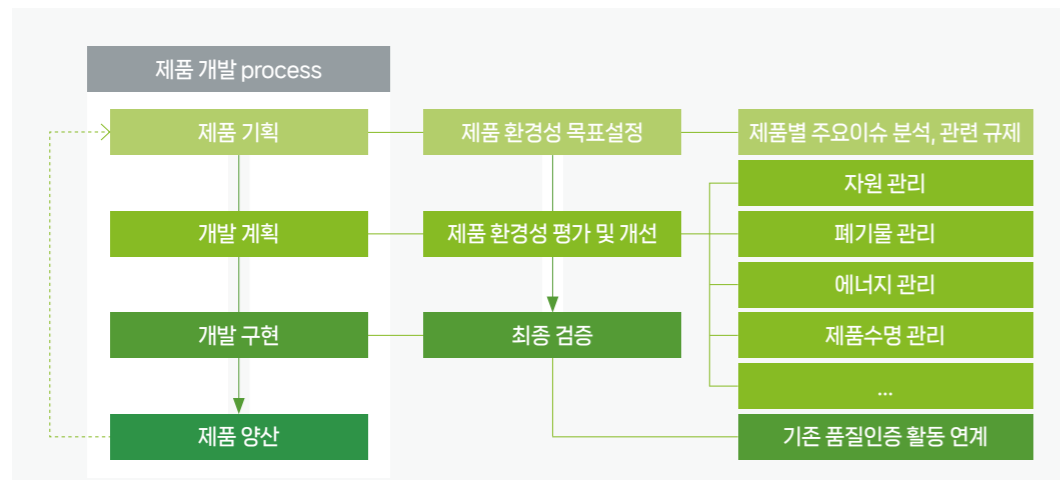 제품 개발 process
제품 기획
제품 환경성 목표설정
제품별 주요이슈 분석, 관련 규제
자원 관리
개발 계획
제품 환경성 평가 및 개선
폐기물 관리
에너지 관리
개발 구현
최종 검증
제품수명 관리
...
제품 양산
기존 품질인증 활동 연계